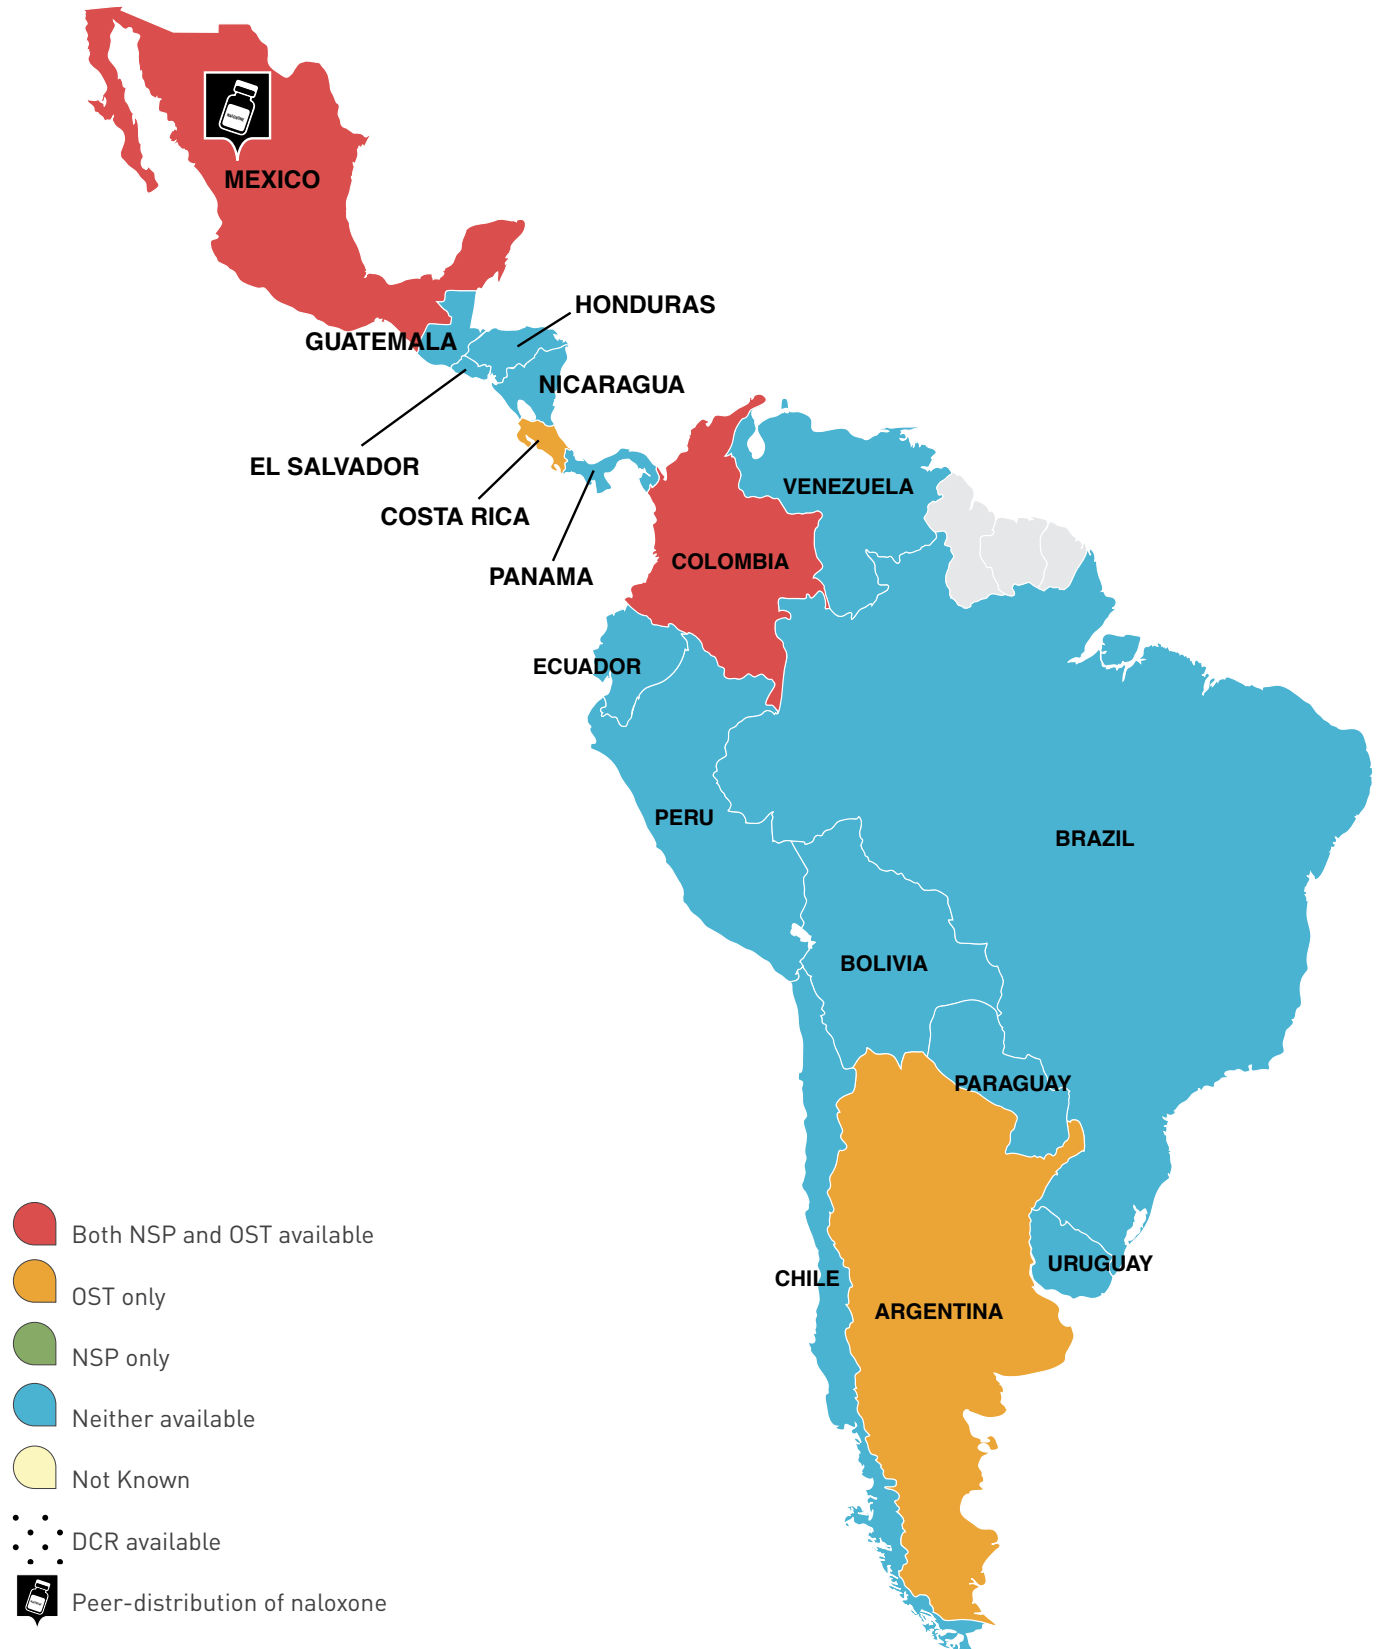 MEXICO
HONDURAS
GUATEMALA
NICARAGUA
EL SALVADOR
VENEZUELA
COSTA RICA
COLOMBIA
PANAMA
ECUADOR
PERU
BRAZIL
BOLIVIA
PARAGUAY
URUGUAY
CHILE
ARGENTINA
Both NSP and OST available
OST only
NSP only
Neither available
Not Known
DCR available
Peer-distribution of naloxone